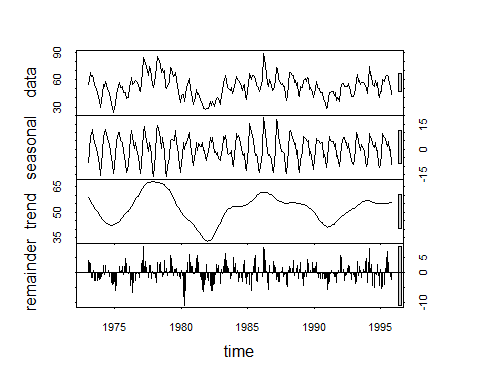 data
30 60 90
seasonal
-15 0 15
trend
35 50 65
remainder
-10 0 5
1975 1980 1985 1990 1995
time